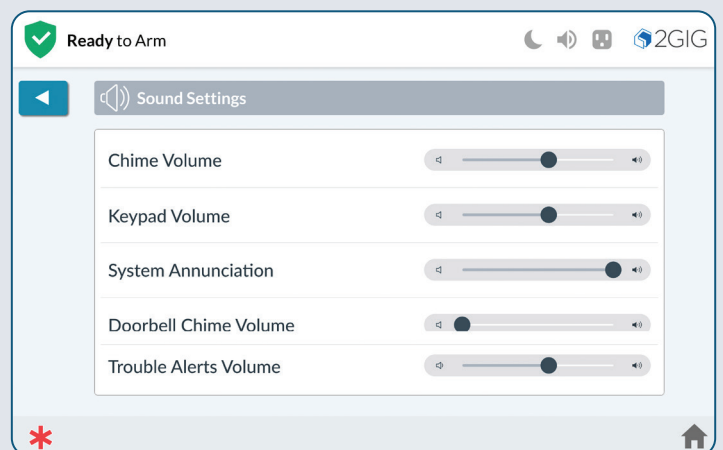 Ready to Arm
2GIG
Sound Settings
Chime Volume
Keypad Volume
System Annunciation
Doorbell Chime Volume
Trouble Alerts Volume